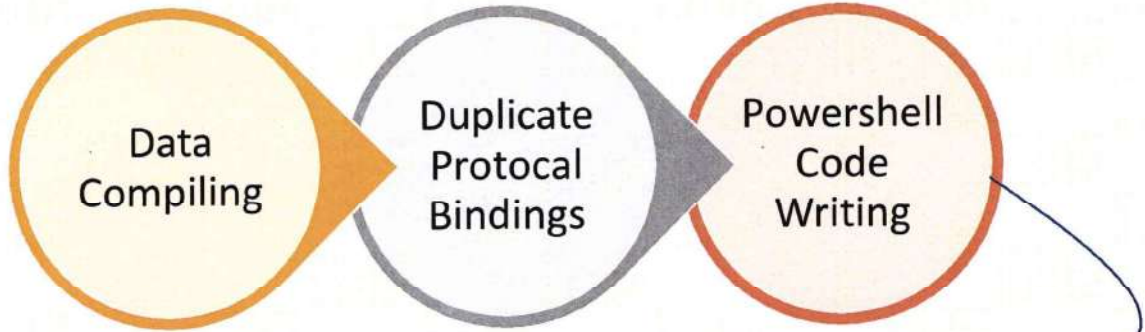 Data
Compiling
Duplicate
Protocal
Bindings
Powershell
Code
Writing